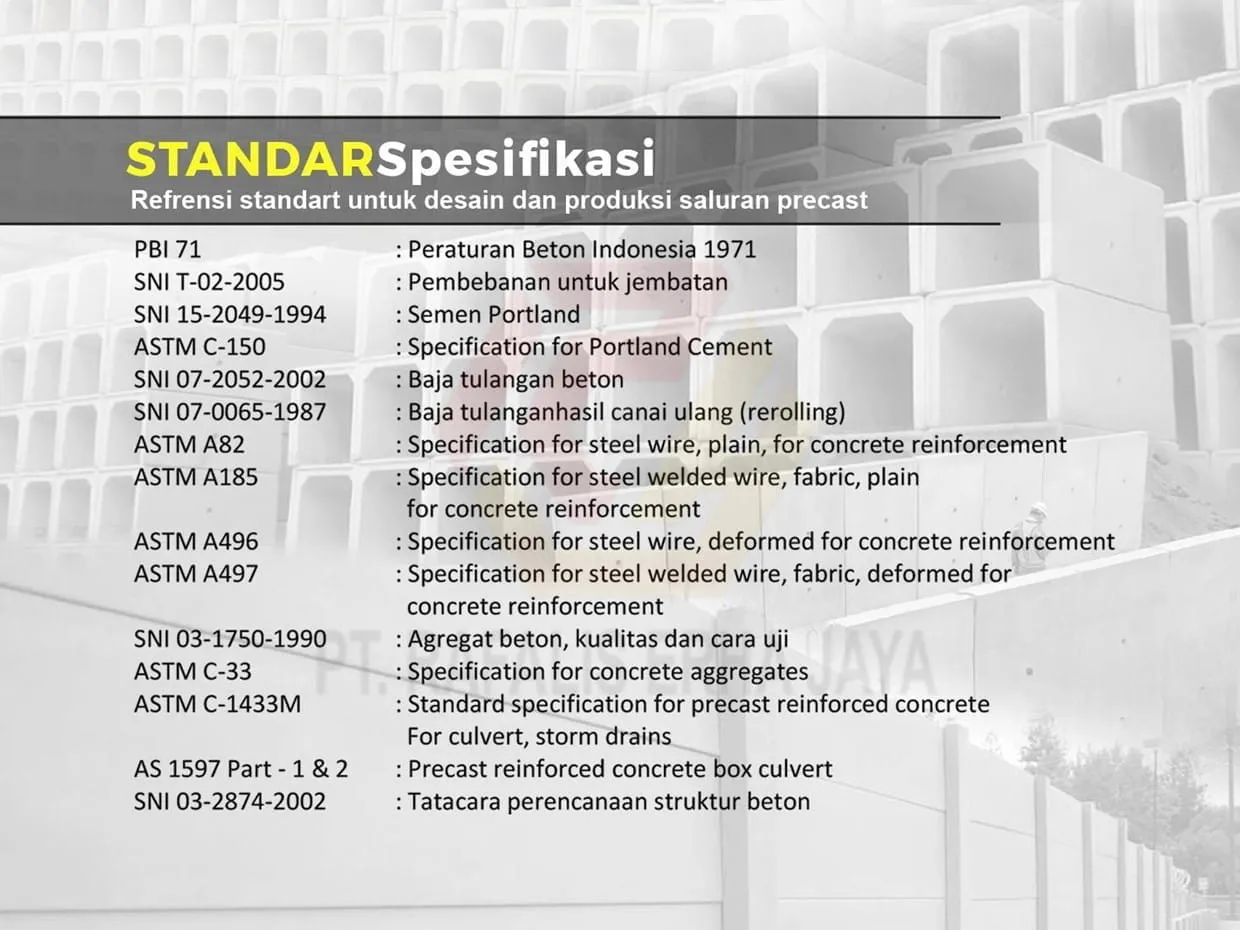 STANDARSpesifikasi
Refrensi standart untuk desain dan produksi saluran precast
PBI 71 : Peraturan Beton Indonesia 1971
SNI T-02-2005 : Pembebanan untuk jembatan
SNI 15-2049-1994 : Semen Portland
ASTM C-150 : Specification for Portland Cement
SNI 07-2052-2002 : Baja tulangan beton
SNI 07-0065-1987 : Baja tulanganhasil canai ulang (rerolling)
ASTM A82 : Specification for steel wire, plain, for concrete reinforcement
ASTM A185 : Specification for steel welded wire, fabric, plain
for concrete reinforcement
ASTM A496 : Specification for steel wire, deformed for concrete reinforcement
ASTM A497 : Specification for steel welded wire, fabric, deformed for
concrete reinforcement
SNI 03-1750-1990 : Agregat beton, kualitas dan cara uji
PT. JAYA
ASTM C-33 : Specification for concrete aggregates
ASTM C-1433M : Standard specification for precast reinforced concrete
For culvert, storm drains
AS 1597 Part - 1 & 2 : Precast reinforced concrete box culvert
SNI 03-2874-2002 : Tatacara perencanaan struktur beton